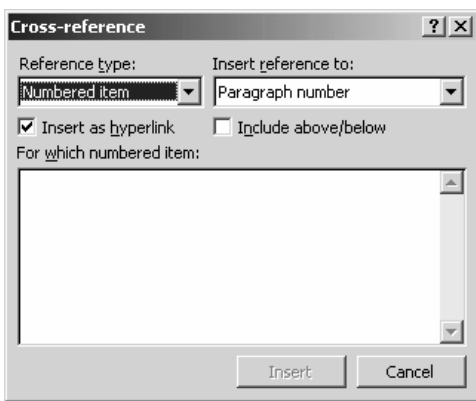 Cross-reference
Reference type: Insert reference to:
Numbered item Paragraph number
Insert as hyperlink Include above/below
For which numbered item:
Insert Cancel